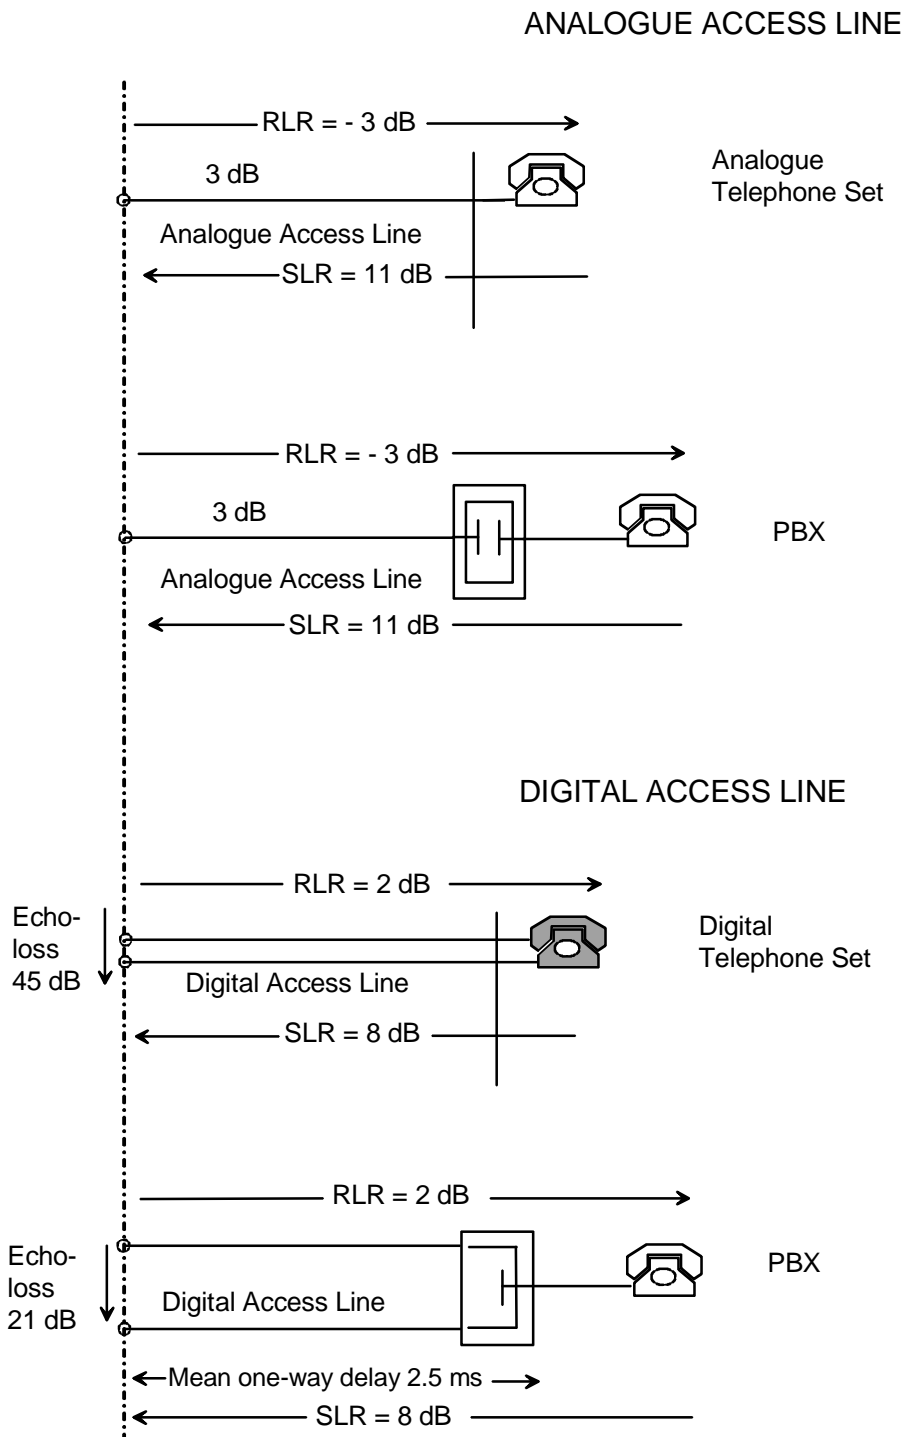 ANALOGUE ACCESS LINE
RLR = - 3 dB
3 dB
Analogue
Telephone Set
Analogue Access Line
SLR = 11 dB
RLR = - 3 dB
3 dB
PBX
Analogue Access Line
SLR = 11 dB
DIGITAL ACCESS LINE
RLR = 2 dB
Echo-
loss
45 dB
Digital
Telephone Set
Digital Access Line
SLR = 8 dB
RLR = 2 dB
Echo-
loss
21 dB
PBX
Digital Access Line
Mean one-way delay 2.5 ms
SLR = 8 dB